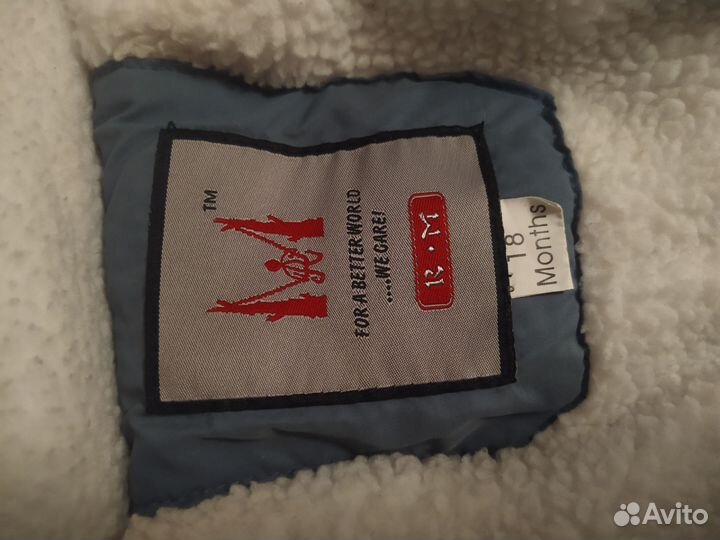 TM
FOR A BETTER WORLD
....WE CARE!
R·M
18
Months
Avito